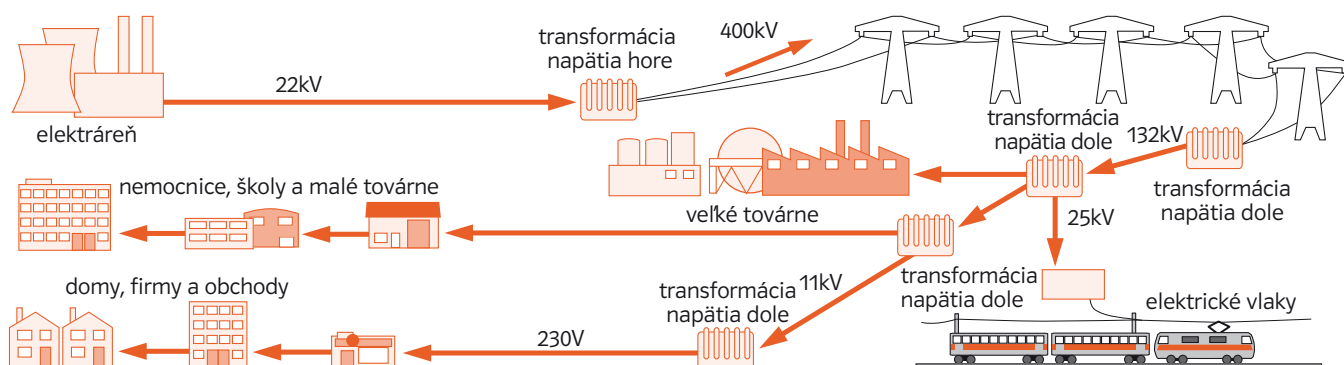 transformácia
napätia hore
400kV
22kV
elektráreň
transformácia
napätia dole
132kV
transformácia
napätia dole
veľké továrne
nemocnice, školy a malé továrne
25kV
transformácia
napätia dole
11kV
elektrické vlaky
domy, firmy a obchody
transformácia
napätia dole
230V